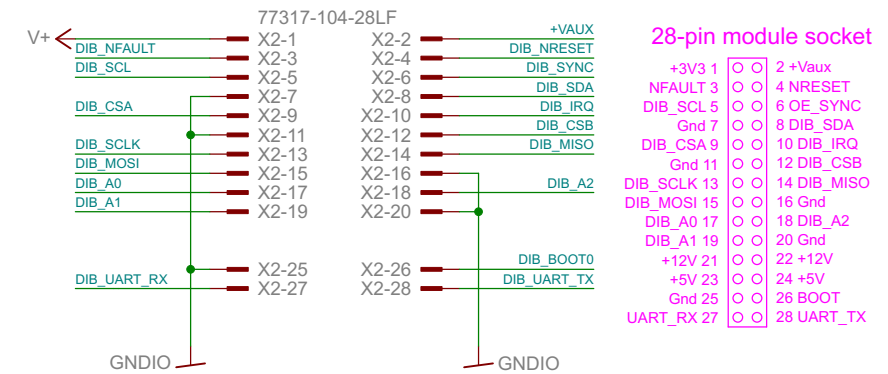 77317-104-28LF
V+
X2-1 X2-2 +VAUX
DIB_NFAULT X2-3 X2-4 DIB_NRESET
DIB_SCL X2-5 X2-6 DIB_SYNC
X2-7 X2-8 DIB_SDA
DIB_CSA X2-9 X2-10 DIB_IRQ
X2-11 X2-12 DIB_CSB
DIB_SCLK X2-13 X2-14 DIB_MISO
DIB_MOSI X2-15 X2-16
DIB_A0 X2-17 X2-18 DIB_A2
DIB_A1 X2-19 X2-20
X2-25 X2-26 DIB_BOOT0
DIB_UART_RX X2-27 X2-28 DIB_UART_TX
GNDIO GNDIO
28-pin module socket
+3V3 1 2 +Vaux
NFAULT 3 4 NRESET
DIB_SCL 5 6 OE_SYNC
Gnd 7 8 DIB_SDA
DIB_CSA 9 10 DIB_IRQ
Gnd 11 12 DIB_CSB
DIB_SCLK 13 14 DIB_MISO
DIB_MOSI 15 16 Gnd
DIB_A0 17 18 DIB_A2
DIB_A1 19 20 Gnd
+12V 21 22 +12V
+5V 23 24 +5V
Gnd 25 26 BOOT
UART_RX 27 28 UART_TX